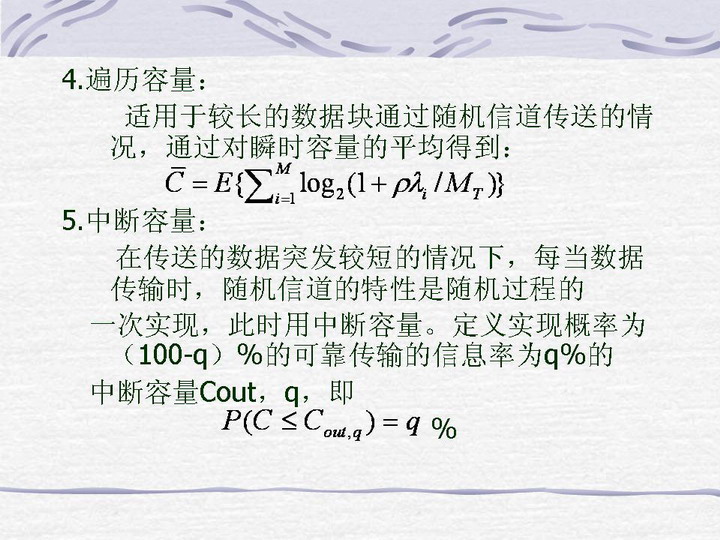 4.遍历容量：
适用于较长的数据块通过随机信道传送的情
况，通过对瞬时容量的平均得到：
C̅ = E{∑_{i=1}^{M} log₂(1 + ρλ_i / M_T)}
5.中断容量：
在传送的数据突发较短的情况下，每当数据
传输时，随机信道的特性是随机过程的
一次实现，此时用中断容量。定义实现概率为
（100-q）%的可靠传输的信息率为q%的
中断容量Cout，q，即
P(C ≤ C_{out,q}) = q %